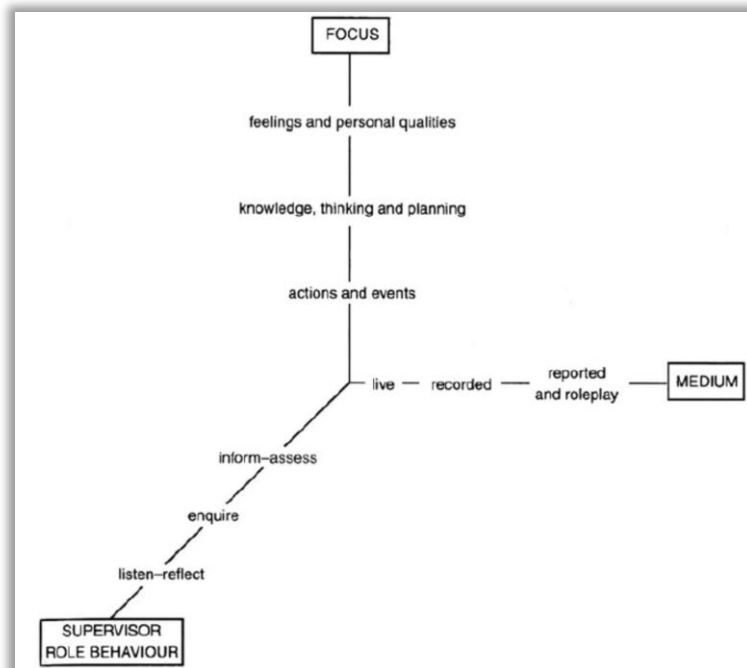 FOCUS
feelings and personal qualities
knowledge, thinking and planning
actions and events
live
recorded
reported
and roleplay
MEDIUM
inform–assess
enquire
listen–reflect
SUPERVISOR
ROLE BEHAVIOUR